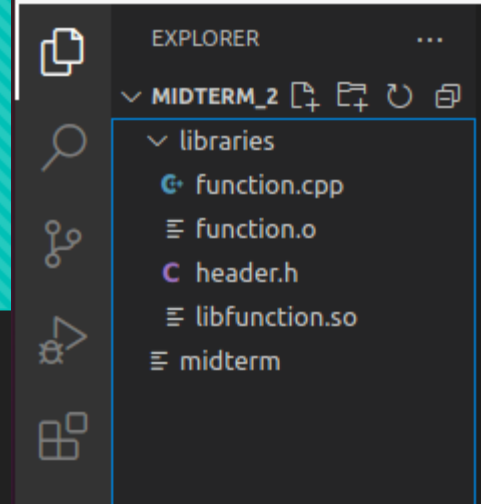 EXPLORER ...
MIDTERM_2
libraries
function.cpp
function.o
C header.h
libfunction.so
midterm